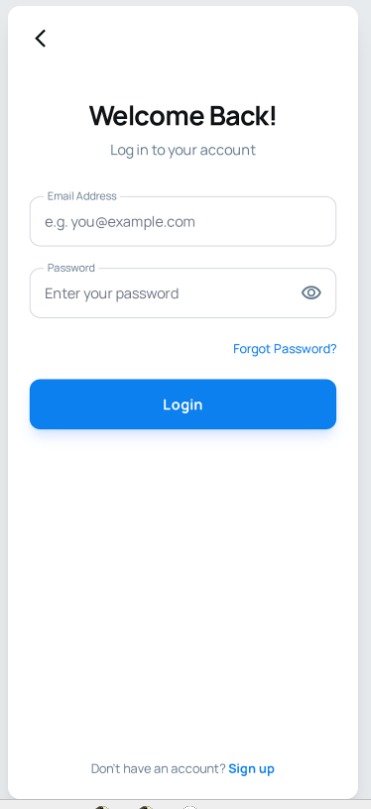 Welcome Back!
Log in to your account
Email Address
e.g. you@example.com
Password
Enter your password
Forgot Password?
Login
Don't have an account? Sign up